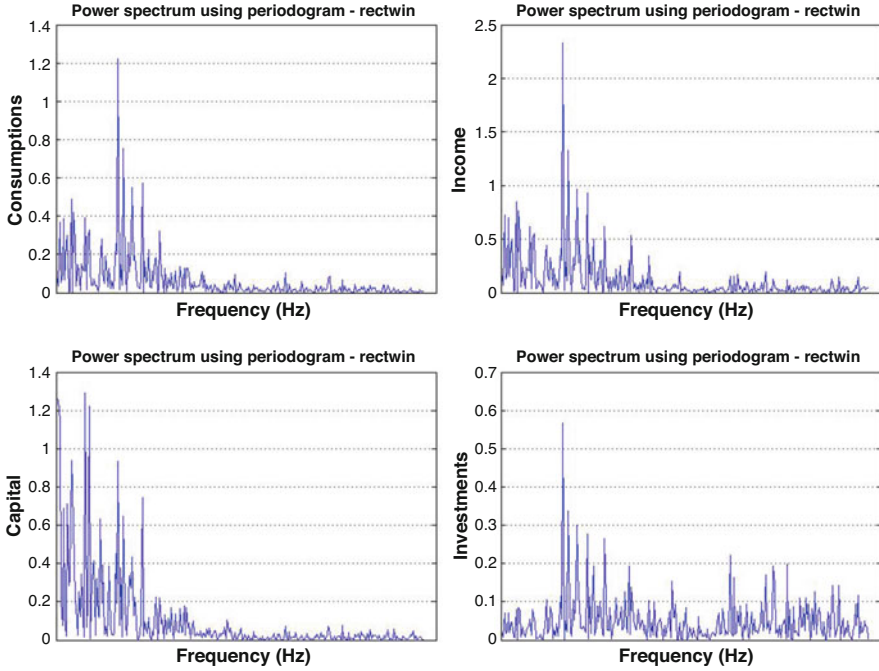 Power spectrum using periodogram - rectwin
1.4
1.2
1
0.8
0.6
0.4
0.2
0
Consumptions
Frequency (Hz)
Power spectrum using periodogram - rectwin
2.5
2
1.5
1
0.5
0
Income
Frequency (Hz)
Power spectrum using periodogram - rectwin
1.4
1.2
1
0.8
0.6
0.4
0.2
0
Capital
Frequency (Hz)
Power spectrum using periodogram - rectwin
0.7
0.6
0.5
0.4
0.3
0.2
0.1
0
Investments
Frequency (Hz)